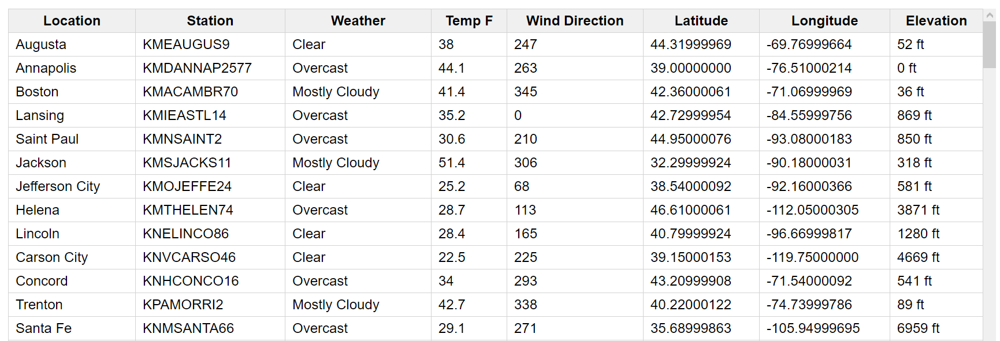 Location Station Weather Temp F Wind Direction Latitude Longitude Elevation
Augusta KMEAUGUS9 Clear 38 247 44.31999969 -69.76999664 52 ft
Annapolis KMDANNAP2577 Overcast 44.1 263 39.00000000 -76.51000214 0 ft
Boston KMACAMBR70 Mostly Cloudy 41.4 345 42.36000061 -71.06999969 36 ft
Lansing KMIEASTL14 Overcast 35.2 0 42.72999954 -84.55999756 869 ft
Saint Paul KMNSAINT2 Overcast 30.6 210 44.95000076 -93.08000183 850 ft
Jackson KMSJACKS11 Mostly Cloudy 51.4 306 32.29999924 -90.18000031 318 ft
Jefferson City KMOJEFFE24 Clear 25.2 68 38.54000092 -92.16000366 581 ft
Helena KMTHELEN74 Overcast 28.7 113 46.61000061 -112.05000305 3871 ft
Lincoln KNELINCO86 Clear 28.4 165 40.79999924 -96.66999817 1280 ft
Carson City KNVCARSO46 Clear 22.5 225 39.15000153 -119.75000000 4669 ft
Concord KNHCONCO16 Overcast 34 293 43.20999908 -71.54000092 541 ft
Trenton KPAMORRI2 Mostly Cloudy 42.7 338 40.22000122 -74.73999786 89 ft
Santa Fe KNMSANTA66 Overcast 29.1 271 35.68999863 -105.94999695 6959 ft